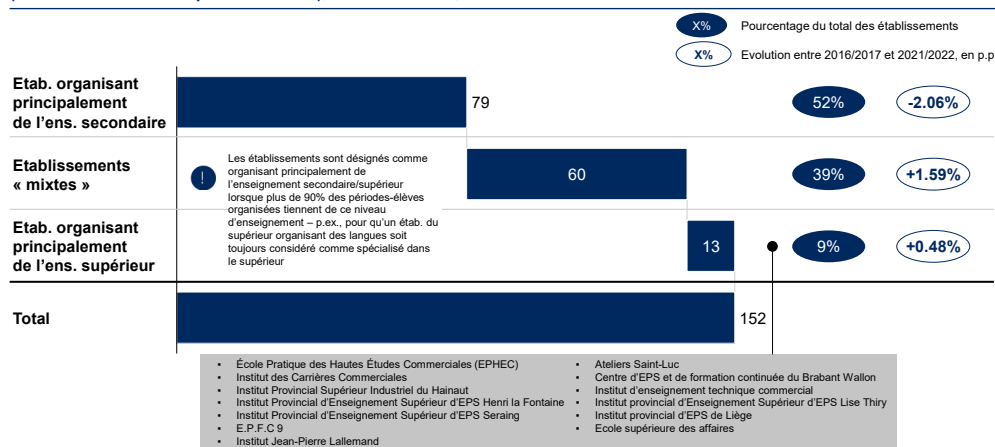 X% Pourcentage du total des établissements
X% Evolution entre 2016/2017 et 2021/2022, en p.p
Etab. organisant
principalement
de l'ens. secondaire
79
52%
-2.06%
Etablissements
« mixtes »
!
Les établissements sont désignés comme
organisant principalement de
l'enseignement secondaire/supérieur
lorsque plus de 90% des périodes-élèves
organisées tiennent de ce niveau
d'enseignement – p.ex., pour qu'un étab. du
supérieur organisant des langues soit
toujours considéré comme spécialisé dans
le supérieur
60
39%
+1.59%
Etab. organisant
principalement
de l'ens. supérieur
13
9%
+0.48%
Total
152
• École Pratique des Hautes Études Commerciales (EPHEC)
• Institut des Carrières Commerciales
• Institut Provincial Supérieur Industriel du Hainaut
• Institut Provincial d'Enseignement Supérieur d'EPS Henri la Fontaine
• Institut Provincial d'Enseignement Supérieur d'EPS Seraing
• E.P.F.C 9
• Institut Jean-Pierre Lallemand
• Ateliers Saint-Luc
• Centre d'EPS et de formation continuée du Brabant Wallon
• Institut d'enseignement technique commercial
• Institut provincial d'Enseignement Supérieur d'EPS Lise Thiry
• Institut provincial d'EPS de Liège
• Ecole supérieure des affaires